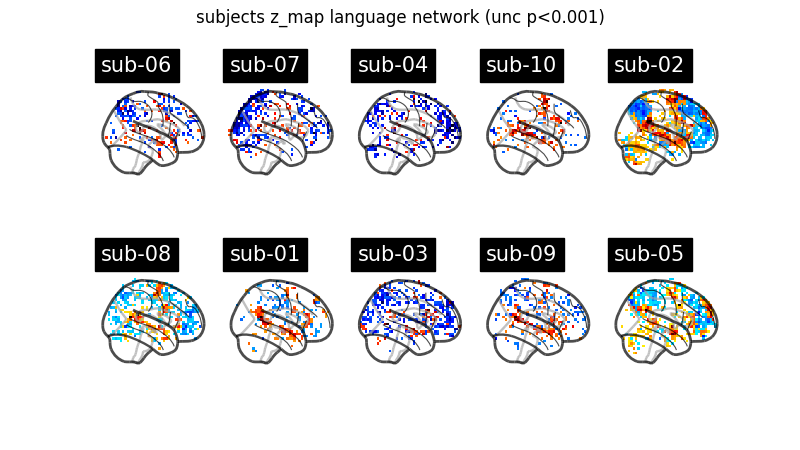 subjects z_map language network (unc p<0.001)
sub-06 sub-07 sub-04 sub-10 sub-02
sub-08 sub-01 sub-03 sub-09 sub-05